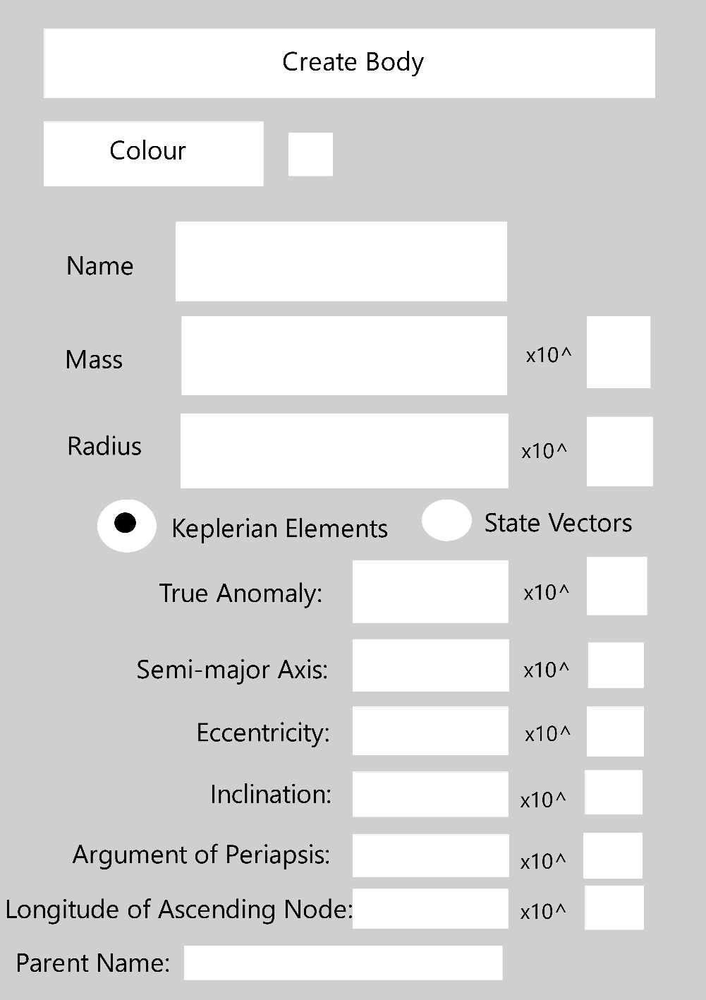 Create Body
Colour
Name
Mass x10^
Radius x10^
Keplerian Elements State Vectors
True Anomaly: x10^
Semi-major Axis: x10^
Eccentricity: x10^
Inclination: x10^
Argument of Periapsis: x10^
Longitude of Ascending Node: x10^
Parent Name: